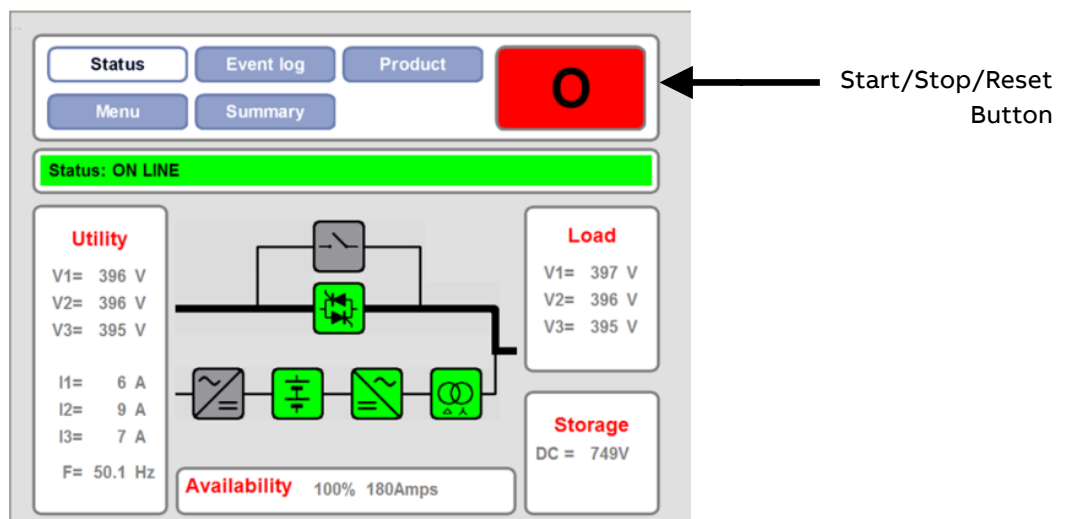 Status
Event log
Product
Menu
Summary
O
Start/Stop/Reset
Button
Status: ON LINE
Utility
V1= 396 V
V2= 396 V
V3= 395 V
I1= 6 A
I2= 9 A
I3= 7 A
F= 50.1 Hz
Load
V1= 397 V
V2= 396 V
V3= 395 V
Storage
DC = 749V
Availability 100% 180Amps